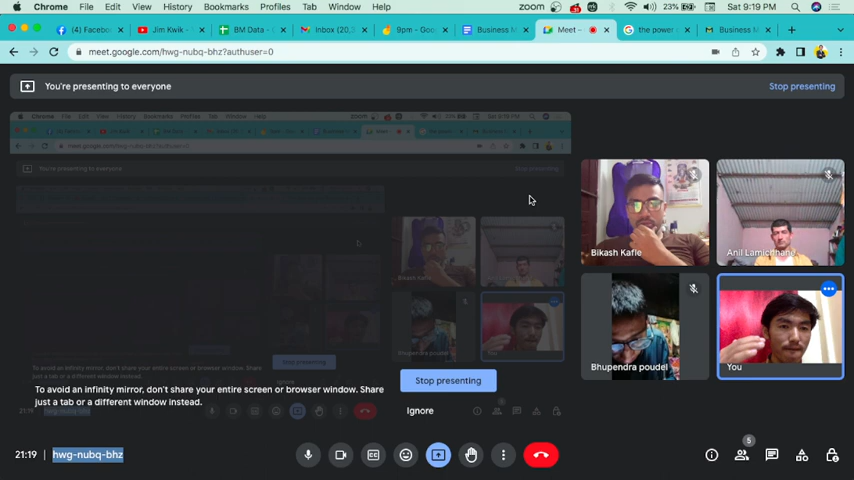 Chrome File Edit View History Bookmarks Profiles Tab Window Help zoom 23% Sat 9:19 PM
(4) Faceb Jim Kwik - BM Data - G Inbox (20,3 9pm - Goo Business M Meet - the power Business M
meet.google.com/hwg-nubq-bhz?authuser=0
You're presenting to everyone Stop presenting
Bikash Kafle
Anil Lamichhane
Bhupendra poudel
You
To avoid an infinity mirror, don't share your entire screen or browser window. Share
just a tab or a different window instead.
Stop presenting
Ignore
21:19 | hwg-nubq-bhz
5